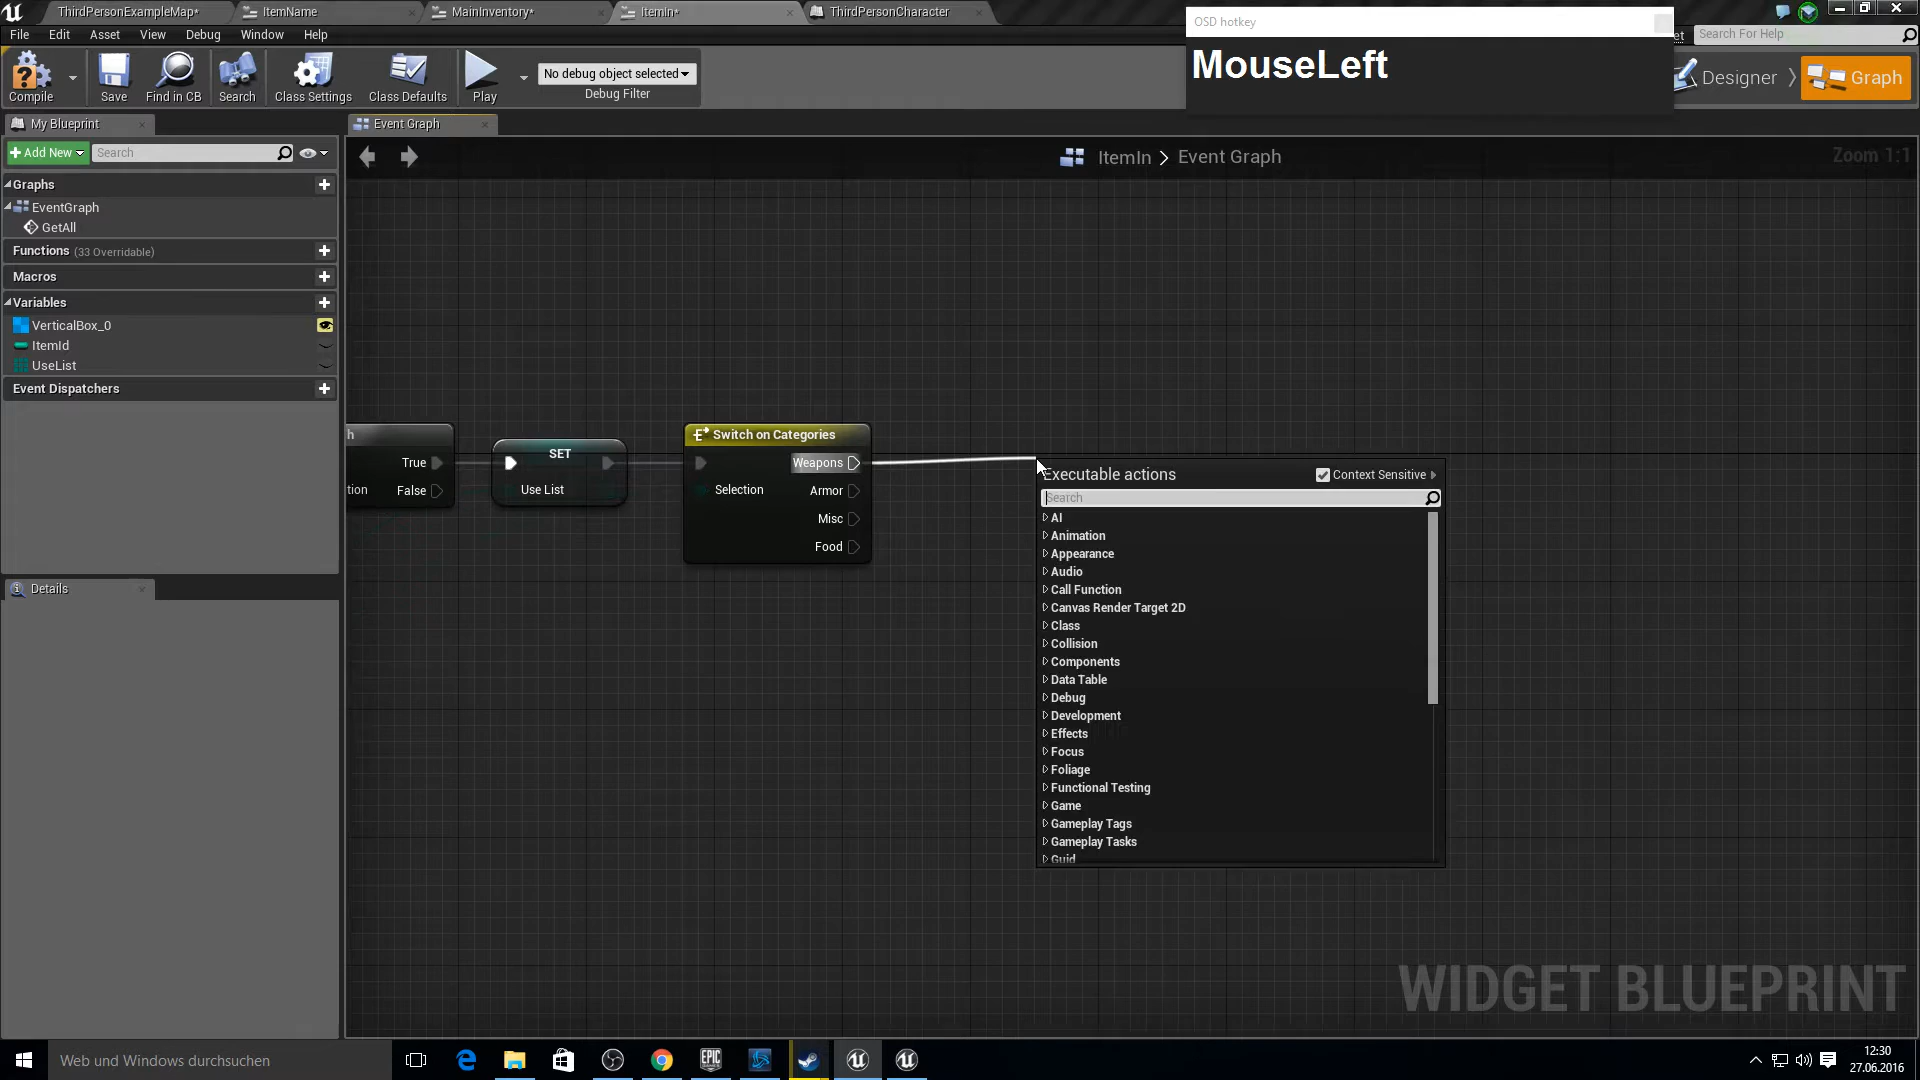 ThirdPersonExampleMap*
ItemName
MainInventory*
ItemIn*
ThirdPersonCharacter
OSD hotkey
MouseLeft
File
Edit
Asset
View
Debug
Window
Help
Search For Help
Compile
Save
Find in CB
Search
Class Settings
Class Defaults
Play
No debug object selected
Debug Filter
Designer
Graph
My Blueprint
Event Graph
Add New
Search
ItemIn > Event Graph
Zoom 1:1
Graphs
EventGraph
GetAll
Functions (33 Overridable)
Macros
Variables
VerticalBox_0
ItemId
UseList
Event Dispatchers
Details
h
True
tion
False
SET
Use List
Switch on Categories
Weapons
Selection
Armor
Misc
Food
Executable actions
Context Sensitive
Search
AI
Animation
Appearance
Audio
Call Function
Canvas Render Target 2D
Class
Collision
Components
Data Table
Debug
Development
Effects
Focus
Foliage
Functional Testing
Game
Gameplay Tags
Gameplay Tasks
Guid
WIDGET BLUEPRINT
Web und Windows durchsuchen
EPIC
12:30
27.06.2016